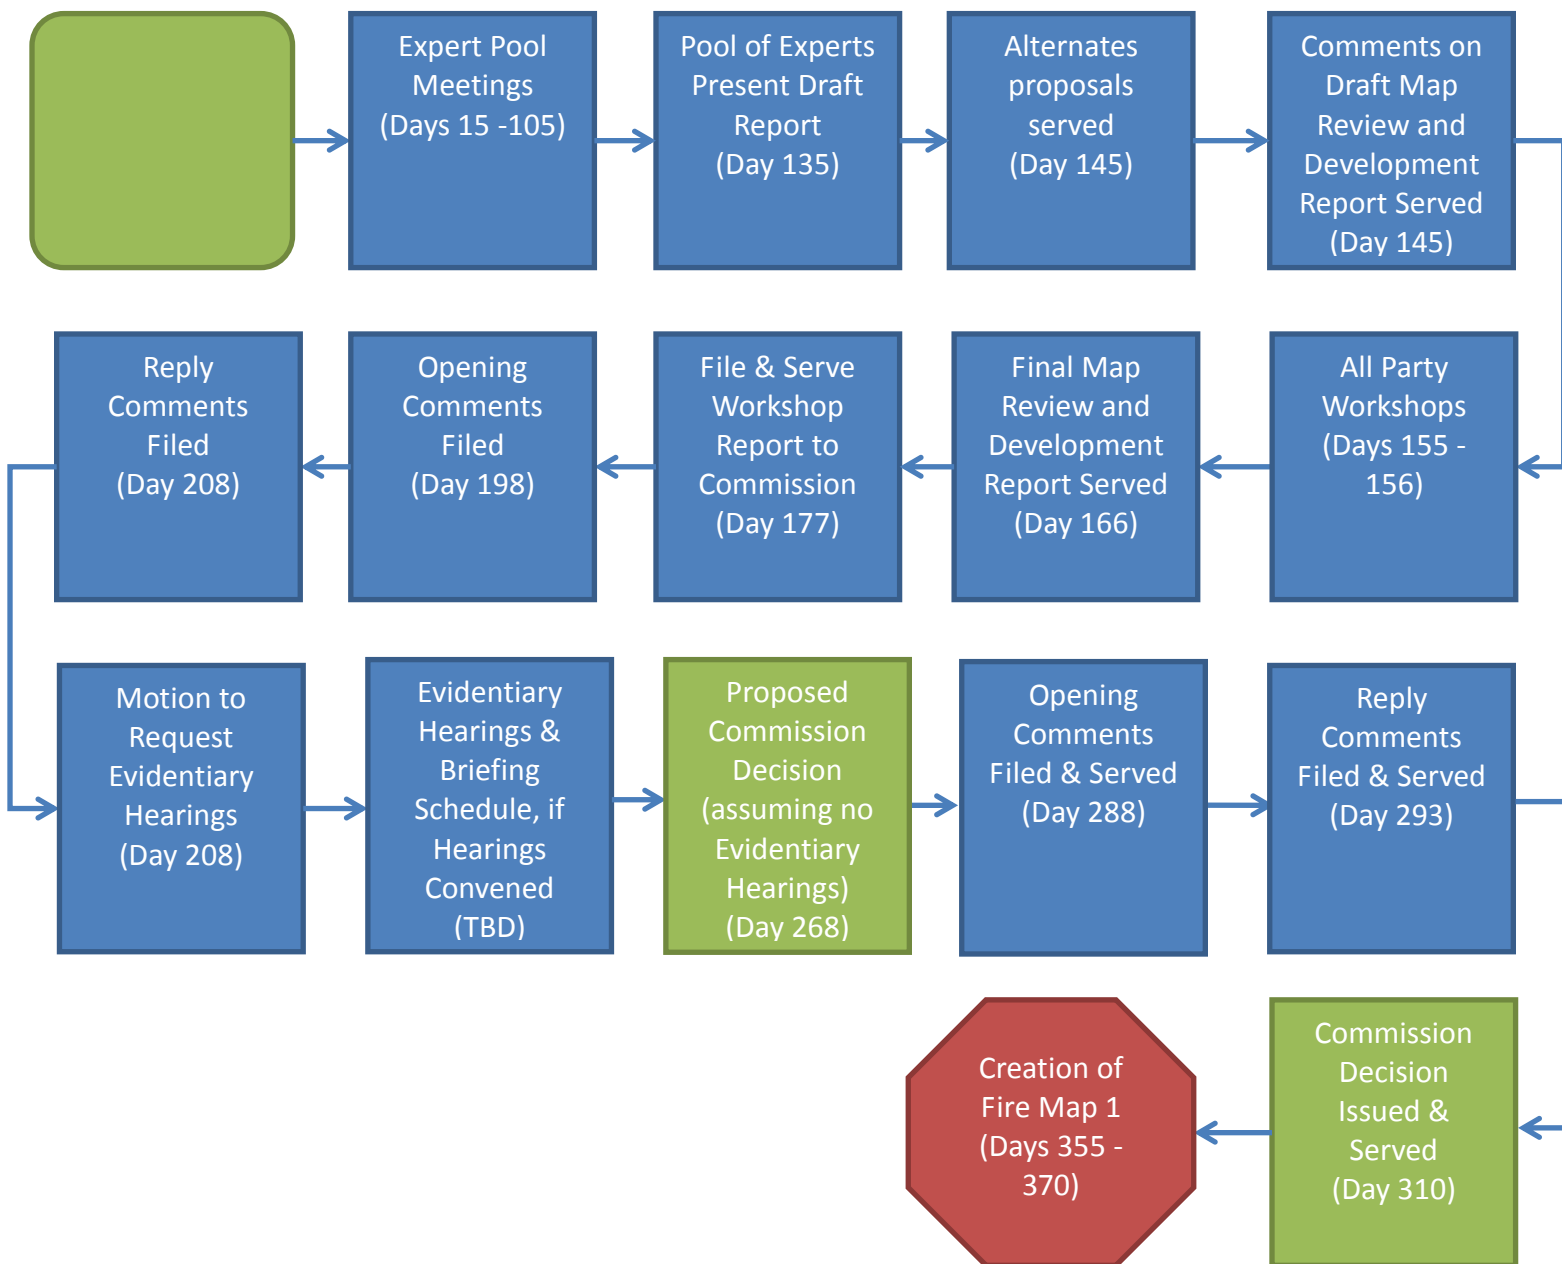 Expert Pool
Meetings
(Days 15 -105)
Pool of Experts
Present Draft
Report
(Day 135)
Alternates
proposals
served
(Day 145)
Comments on
Draft Map
Review and
Development
Report Served
(Day 145)
All Party
Workshops
(Days 155 -
156)
Final Map
Review and
Development
Report Served
(Day 166)
File & Serve
Workshop
Report to
Commission
(Day 177)
Opening
Comments
Filed
(Day 198)
Reply
Comments
Filed
(Day 208)
Motion to
Request
Evidentiary
Hearings
(Day 208)
Evidentiary
Hearings &
Briefing
Schedule, if
Hearings
Convened
(TBD)
Proposed
Commission
Decision
(assuming no
Evidentiary
Hearings)
(Day 268)
Opening
Comments
Filed & Served
(Day 288)
Reply
Comments
Filed & Served
(Day 293)
Commission
Decision
Issued &
Served
(Day 310)
Creation of
Fire Map 1
(Days 355 -
370)